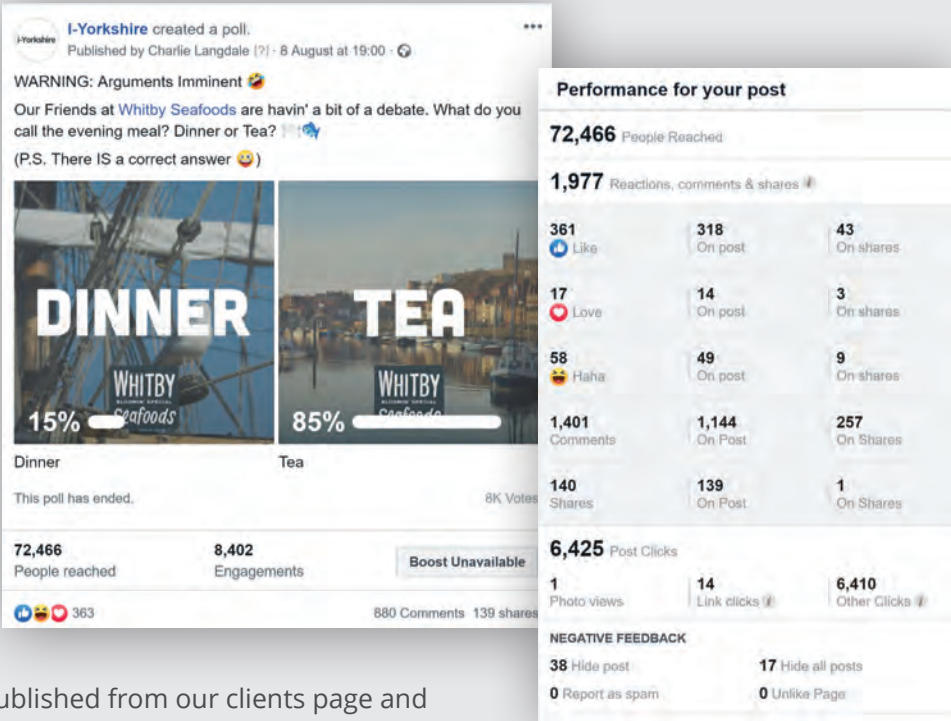 I-Yorkshire
I-Yorkshire created a poll.
Published by Charlie Langdale [?] · 8 August at 19:00 ·
WARNING: Arguments Imminent 🤣
Our Friends at Whitby Seafoods are havin' a bit of a debate. What do you
call the evening meal? Dinner or Tea? 🍽🐟
(P.S. There IS a correct answer 😀)
DINNER
WHITBY
BLOOMIN' SPECIAL
Seafoods
15%
TEA
WHITBY
BLOOMIN' SPECIAL
Seafoods
85%
Dinner
Tea
This poll has ended.
8K Votes
72,466
People reached
8,402
Engagements
Boost Unavailable
363
880 Comments 139 shares
Performance for your post
72,466 People Reached
1,977 Reactions, comments & shares
361
Like
318
On post
43
On shares
17
Love
14
On post
3
On shares
58
Haha
49
On post
9
On shares
1,401
Comments
1,144
On Post
257
On Shares
140
Shares
139
On Post
1
On Shares
6,425 Post Clicks
1
Photo views
14
Link clicks
6,410
Other Clicks
NEGATIVE FEEDBACK
38 Hide post
17 Hide all posts
0 Report as spam
0 Unlike Page
ublished from our clients page and